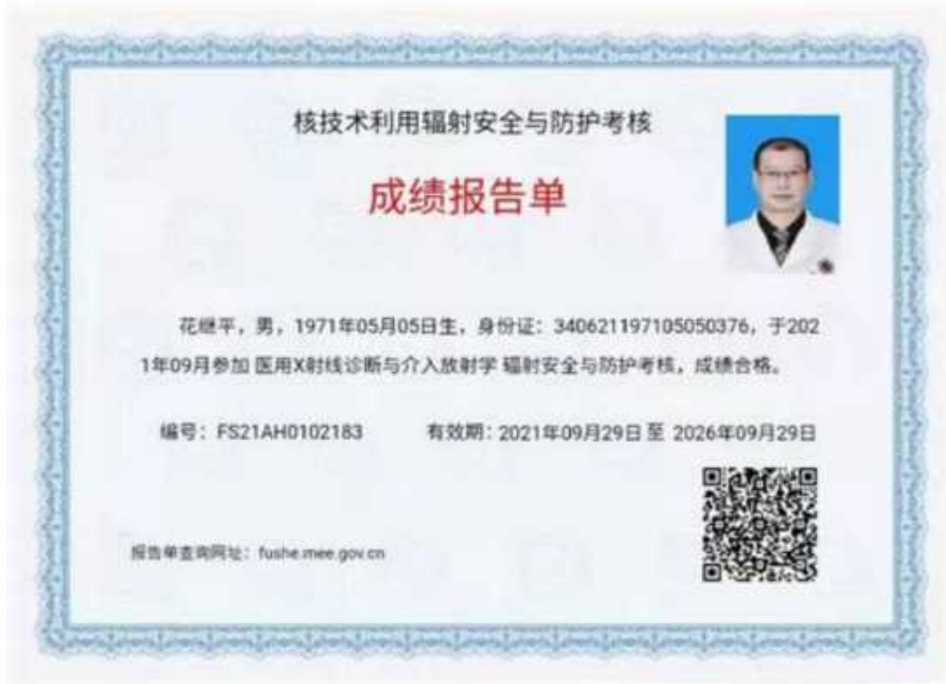 核技术利用辐射安全与防护考核
成绩报告单
花继平，男，1971年05月05日生，身份证：340621197105050376，于202
1年09月参加 医用X射线诊断与介入放射学 辐射安全与防护考核，成绩合格。
编号：FS21AH0102183 有效期：2021年09月29日 至 2026年09月29日
报告单查询网址：fushe.mee.gov.cn